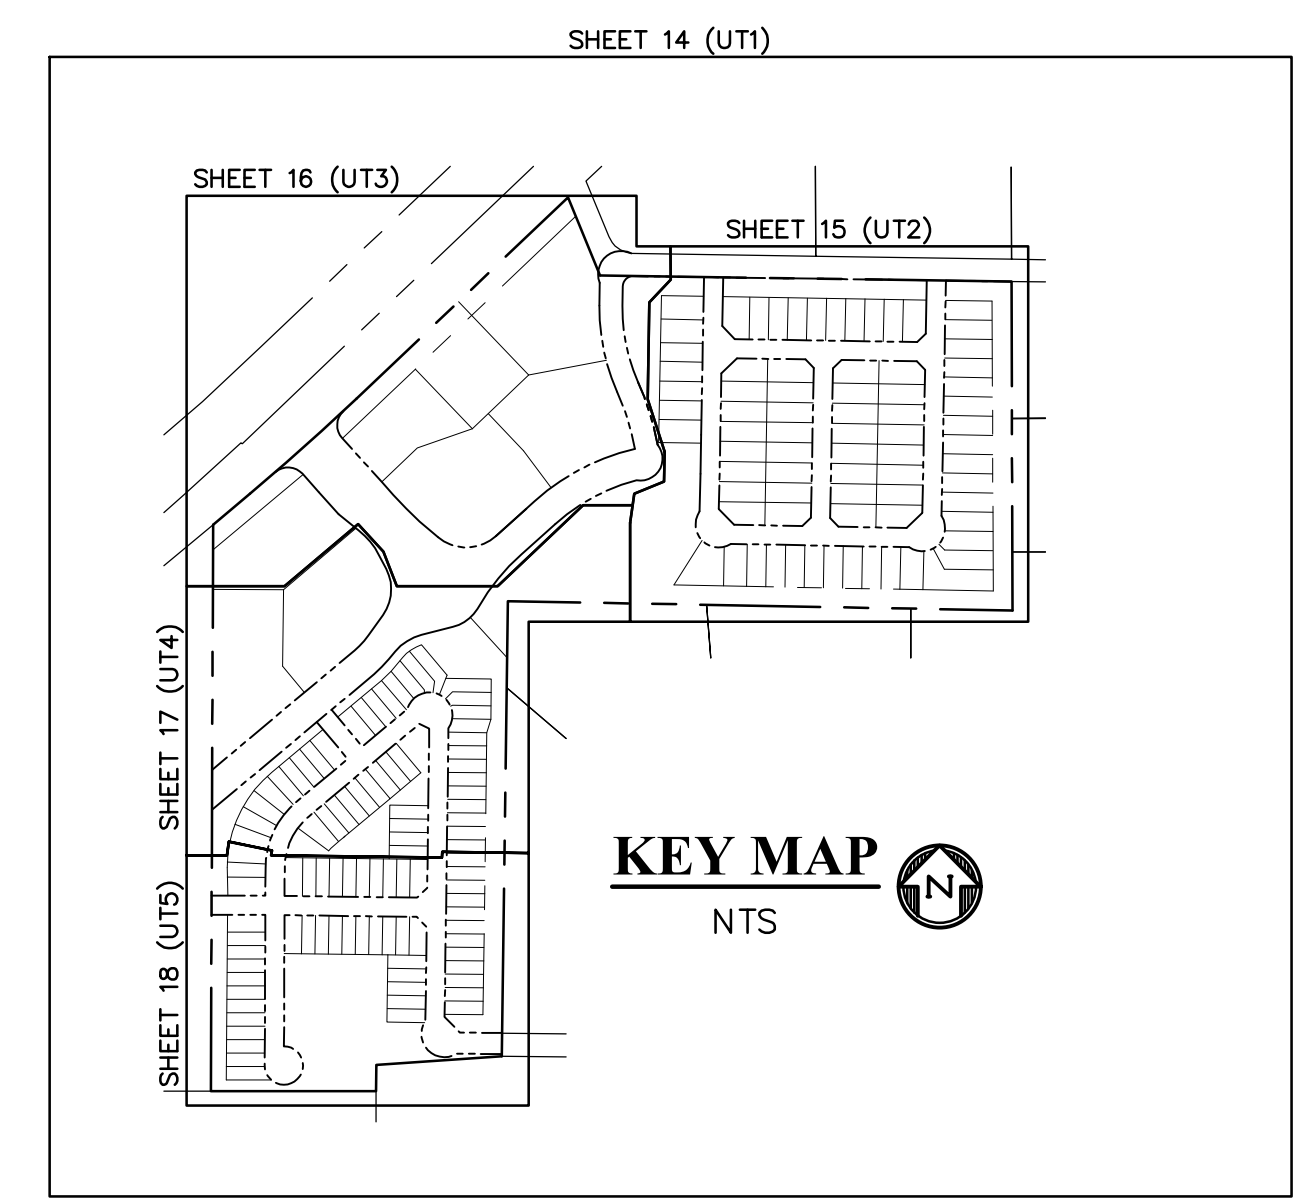 SHEET 14 (UT1)
SHEET 16 (UT3)
SHEET 15 (UT2)
SHEET 17 (UT4)
SHEET 18 (UT5)
KEY MAP
NTS
N